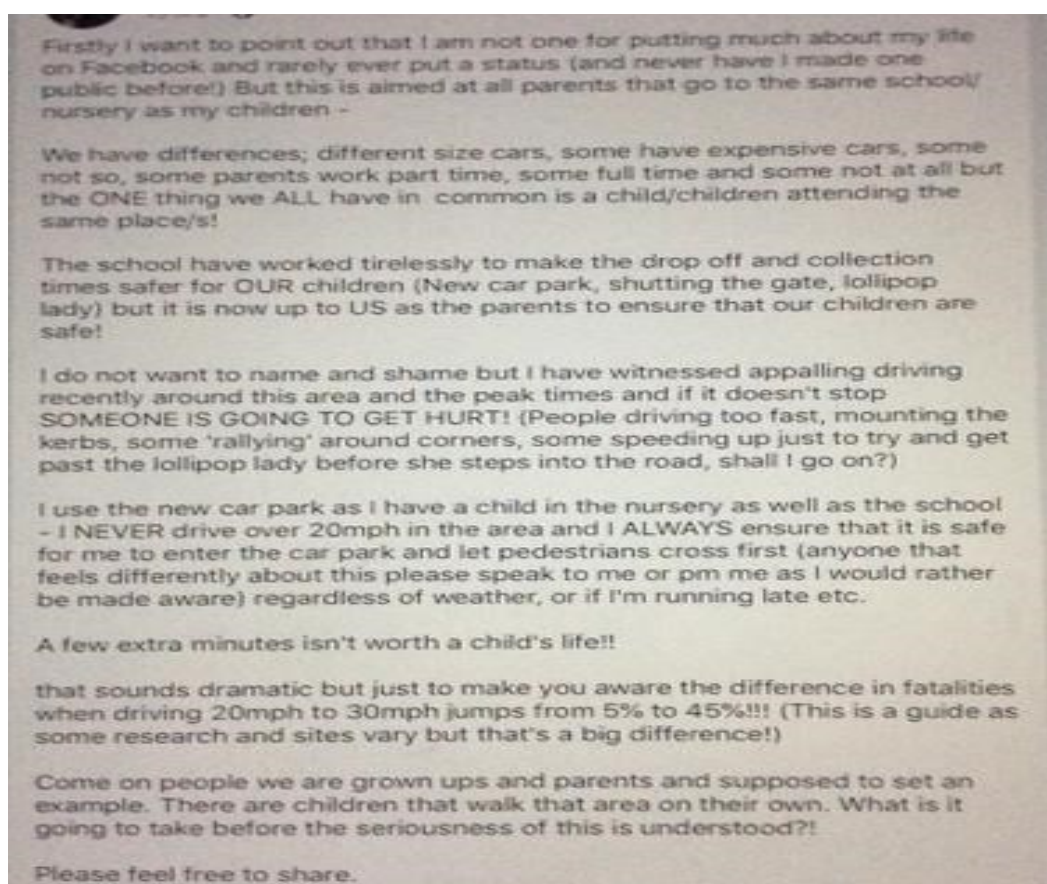 Firstly I want to point out that I am not one for putting much about my life
on Facebook and rarely ever put a status (and never have I made one
public before!) But this is aimed at all parents that go to the same school/
nursery as my children -
We have differences; different size cars, some have expensive cars, some
not so, some parents work part time, some full time and some not at all but
the ONE thing we ALL have in common is a child/children attending the
same place/s!
The school have worked tirelessly to make the drop off and collection
times safer for OUR children (New car park, shutting the gate, lollipop
lady) but it is now up to US as the parents to ensure that our children are
safe!
I do not want to name and shame but I have witnessed appalling driving
recently around this area and the peak times and if it doesn't stop
SOMEONE IS GOING TO GET HURT! (People driving too fast, mounting the
kerbs, some 'rallying' around corners, some speeding up just to try and get
past the lollipop lady before she steps into the road, shall I go on?)
I use the new car park as I have a child in the nursery as well as the school
- I NEVER drive over 20mph in the area and I ALWAYS ensure that it is safe
for me to enter the car park and let pedestrians cross first (anyone that
feels differently about this please speak to me or pm me as I would rather
be made aware) regardless of weather, or if I'm running late etc.
A few extra minutes isn't worth a child's life!!
that sounds dramatic but just to make you aware the difference in fatalities
when driving 20mph to 30mph jumps from 5% to 45%!!! (This is a guide as
some research and sites vary but that's a big difference!)
Come on people we are grown ups and parents and supposed to set an
example. There are children that walk that area on their own. What is it
going to take before the seriousness of this is understood?!
Please feel free to share.